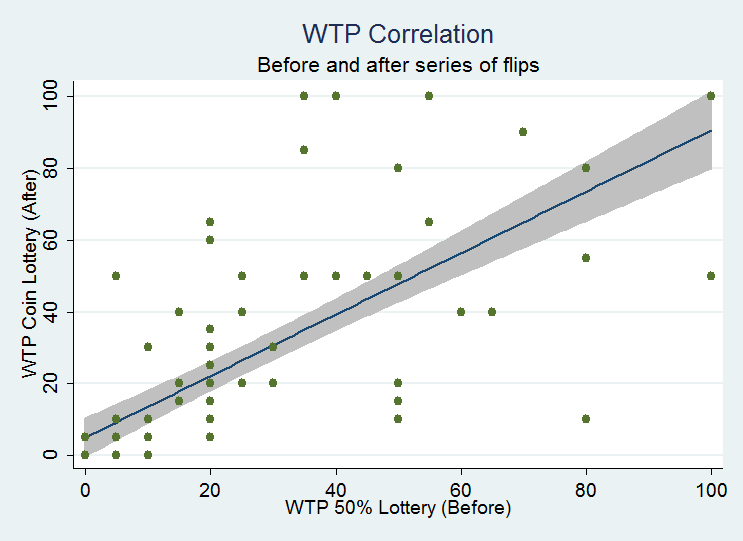 WTP Correlation
Before and after series of flips
WTP Coin Lottery (After)
100
80
60
40
20
0
0 20 40 60 80 100
WTP 50% Lottery (Before)